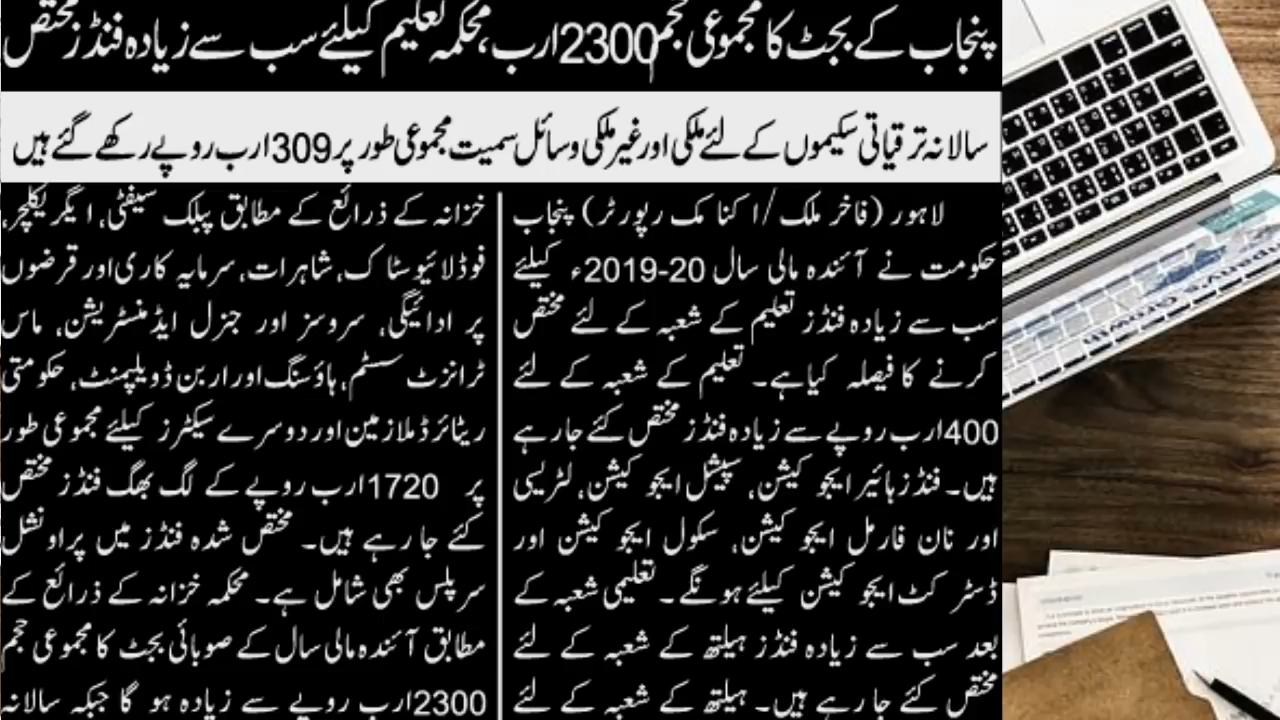 پنجاب کے بجٹ کا مجموعی حجم 2300 ارب، محکمہ تعلیم کیلئے سب سے زیادہ فنڈز مختص
سالانہ ترقیاتی سکیموں کے لئے ملکی اور غیر ملکی وسائل سمیت مجموعی طور پر 309 ارب روپے رکھے گئے ہیں
لاہور (فاخر ملک/اکنامک رپورٹر) پنجاب
حکومت نے آئندہ مالی سال 20-2019ء کیلئے
سب سے زیادہ فنڈز تعلیم کے شعبہ کے لئے مختص
کرنے کا فیصلہ کیا ہے۔ تعلیم کے شعبہ کے لئے
400 ارب روپے سے زیادہ فنڈز مختص کئے جا رہے
ہیں۔ فنڈز ہائیر ایجوکیشن، سپیشل ایجوکیشن، لٹریسی
اور نان فارمل ایجوکیشن، سکول ایجوکیشن اور
ڈسٹرکٹ ایجوکیشن کیلئے ہونگے۔ تعلیمی شعبہ کے
بعد سب سے زیادہ فنڈز ہیلتھ کے شعبہ کے لئے
مختص کئے جا رہے ہیں۔ ہیلتھ کے شعبہ کے لئے
خزانہ کے ذرائع کے مطابق پبلک سیفٹی، ایگریکلچر،
فوڈ لائیوسٹاک، شاہرات، سرمایہ کاری اور قرضوں
پر ادائیگی، سروسز اور جنرل ایڈمنسٹریشن، ماس
ٹرانزٹ سسٹم، ہاؤسنگ اور اربن ڈویلپمنٹ، حکومتی
ریٹائرڈ ملازمین اور دوسرے سیکٹرز کیلئے مجموعی طور
پر 1720 ارب روپے کے لگ بھگ فنڈز مختص
کئے جا رہے ہیں۔ مختص شدہ فنڈز میں پراونشل
سرپلس بھی شامل ہے۔ محکمہ خزانہ کے ذرائع کے
مطابق آئندہ مالی سال کے صوبائی بجٹ کا مجموعی حجم
2300 ارب روپے سے زیادہ ہو گا جبکہ سالانہ